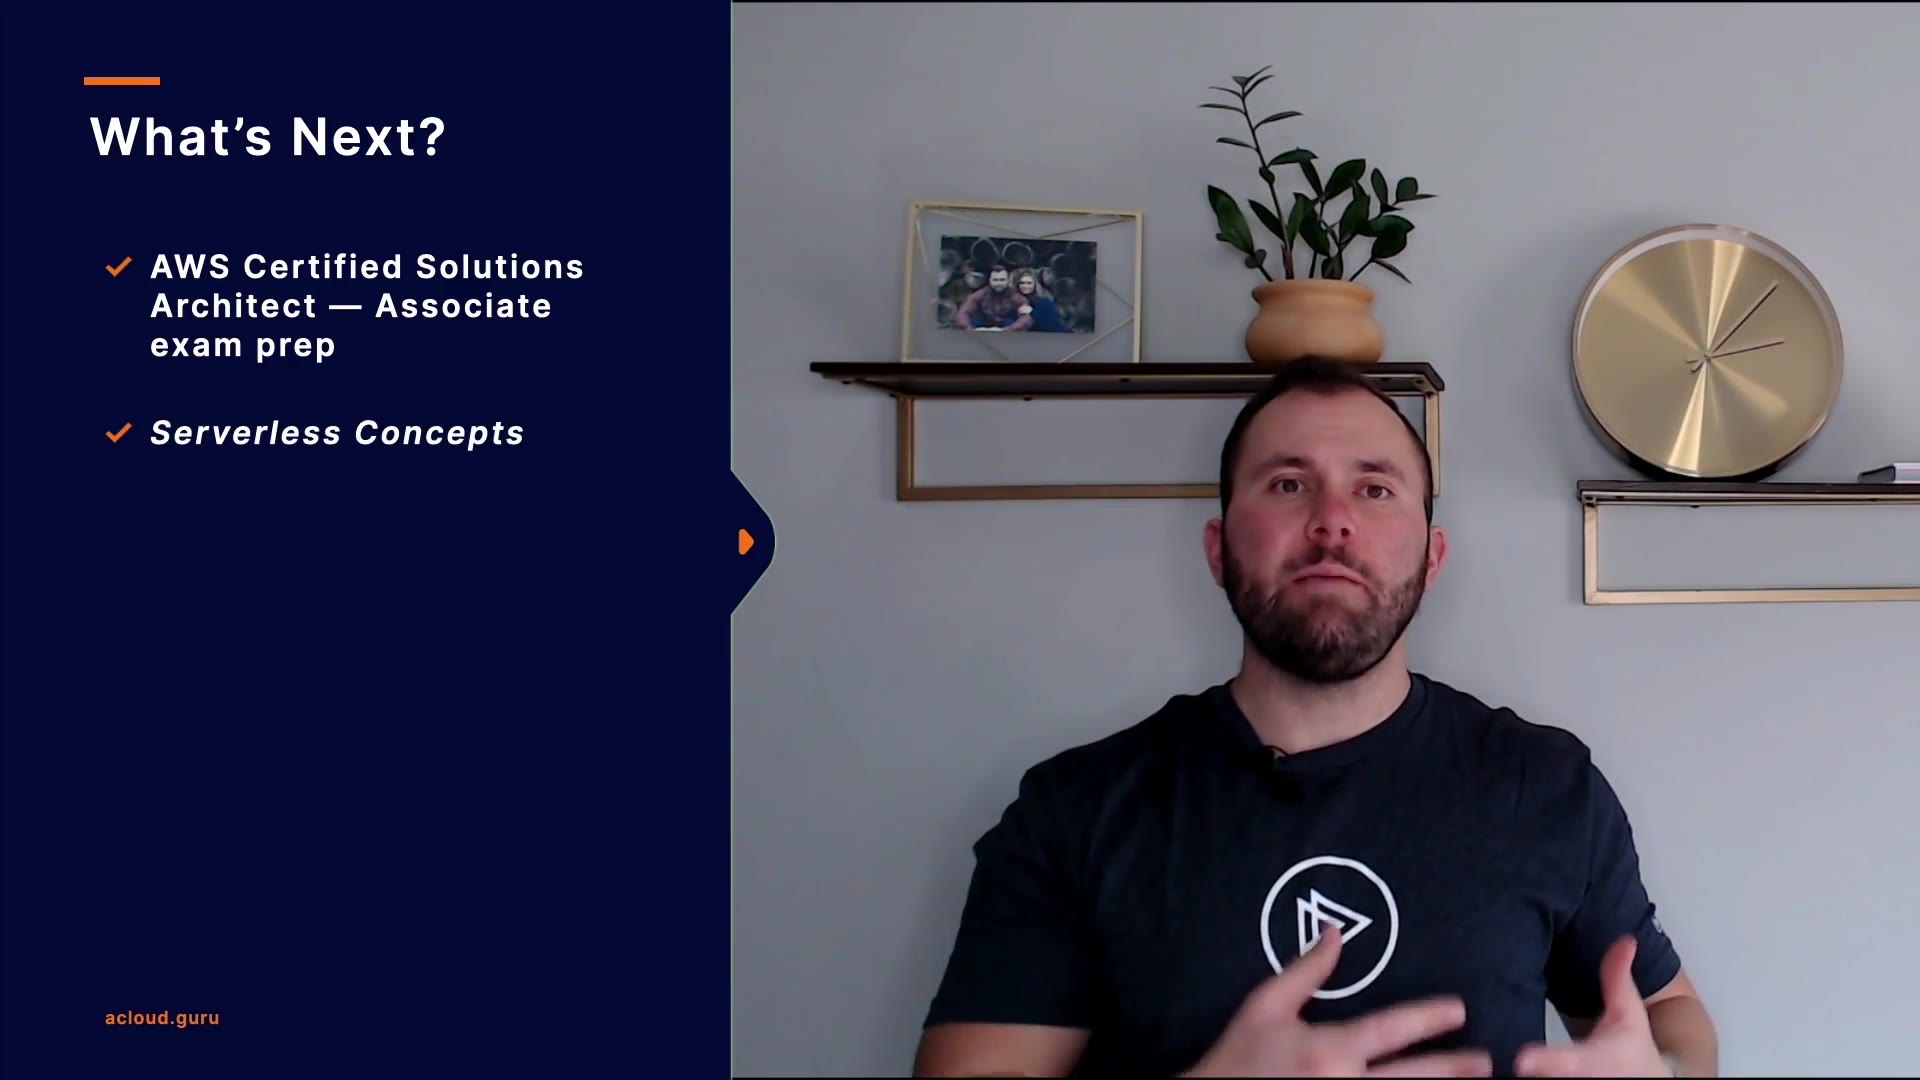 What's Next?
AWS Certified Solutions
Architect — Associate
exam prep
Serverless Concepts
acloud.guru